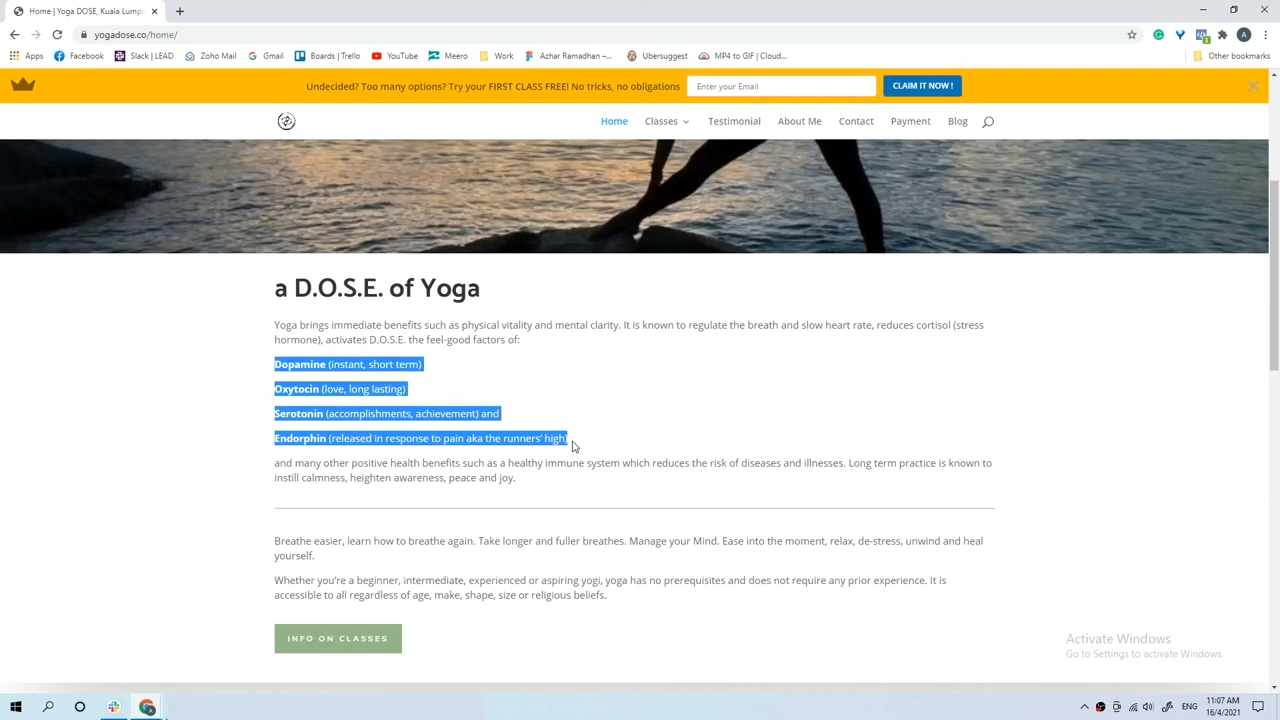 Home | Yoga DOSE, Kuala Lump
yogadose.co/home/
Apps Facebook Slack | LEAD Zoho Mail Gmail Boards | Trello YouTube Meero Work Azhar Ramadhan –... Ubersuggest MP4 to GIF | Cloud... Other bookmarks
Undecided? Too many options? Try your FIRST CLASS FREE! No tricks, no obligations Enter your Email CLAIM IT NOW !
Home Classes Testimonial About Me Contact Payment Blog
a D.O.S.E. of Yoga
Yoga brings immediate benefits such as physical vitality and mental clarity. It is known to regulate the breath and slow heart rate, reduces cortisol (stress
hormone), activates D.O.S.E. the feel-good factors of:
Dopamine (instant, short term)
Oxytocin (love, long lasting)
Serotonin (accomplishments, achievement) and
Endorphin (released in response to pain aka the runners’ high)
and many other positive health benefits such as a healthy immune system which reduces the risk of diseases and illnesses. Long term practice is known to
instill calmness, heighten awareness, peace and joy.
Breathe easier, learn how to breathe again. Take longer and fuller breathes. Manage your Mind. Ease into the moment, relax, de-stress, unwind and heal
yourself.
Whether you’re a beginner, intermediate, experienced or aspiring yogi, yoga has no prerequisites and does not require any prior experience. It is
accessible to all regardless of age, make, shape, size or religious beliefs.
INFO ON CLASSES
Activate Windows
Go to Settings to activate Windows.
ENG
11:07 AM
16/4/2021